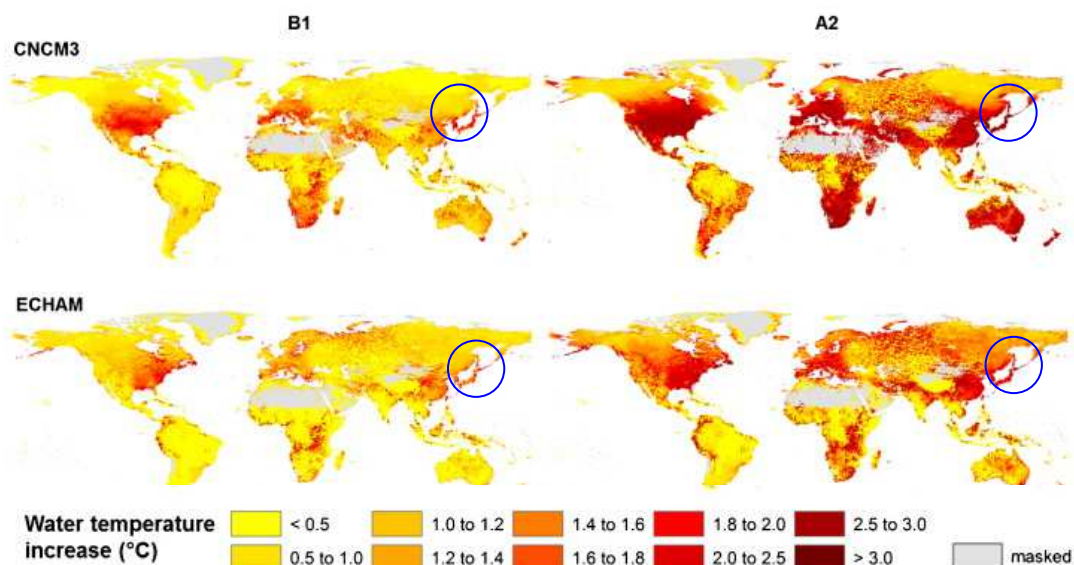 B1 A2
CNCM3
ECHAM
Water temperature
increase (°C)
< 0.5 1.0 to 1.2 1.4 to 1.6 1.8 to 2.0 2.5 to 3.0
0.5 to 1.0 1.2 to 1.4 1.6 to 1.8 2.0 to 2.5 > 3.0 masked